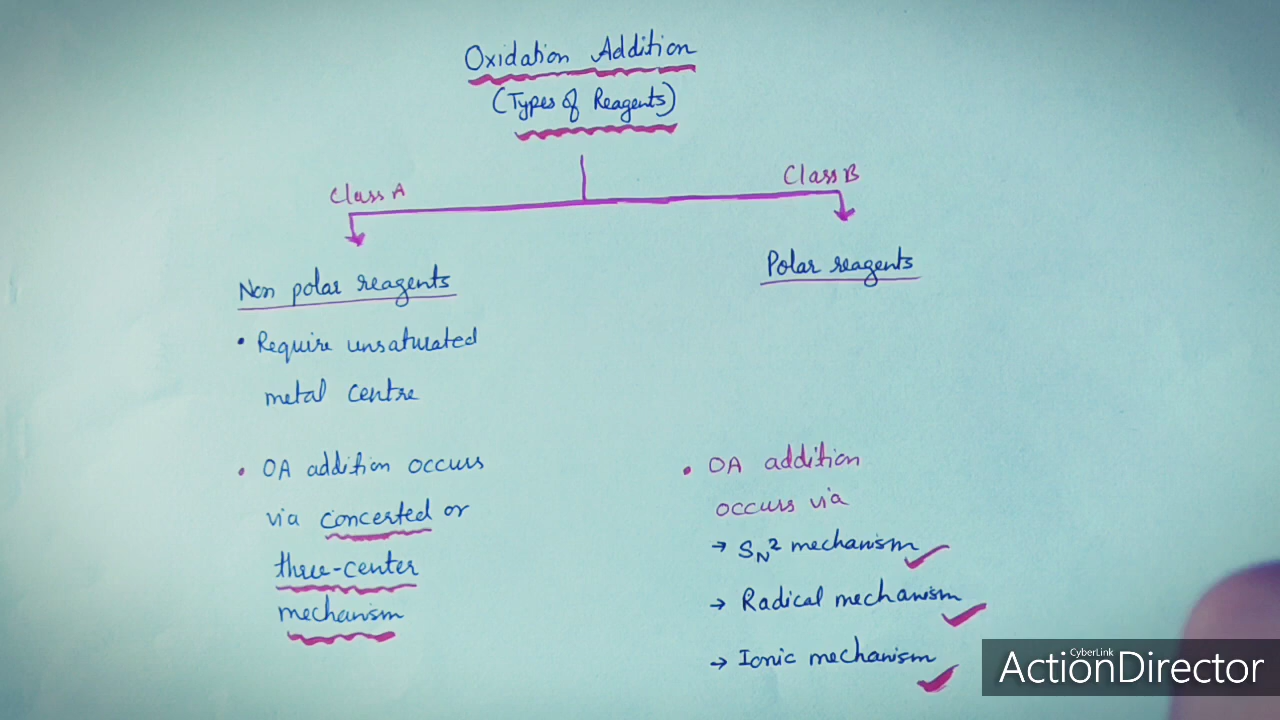 Oxidation Addition
(Types of Reagents)
Class A
Class B
Non polar reagents
• Require unsaturated
metal centre
• OA addition occurs
via concerted or
three-center
mechanism
Polar reagents
• OA addition
occurs via
→ SN² mechanism
→ Radical mechanism
→ Ionic mechanism
CyberLink
ActionDirector